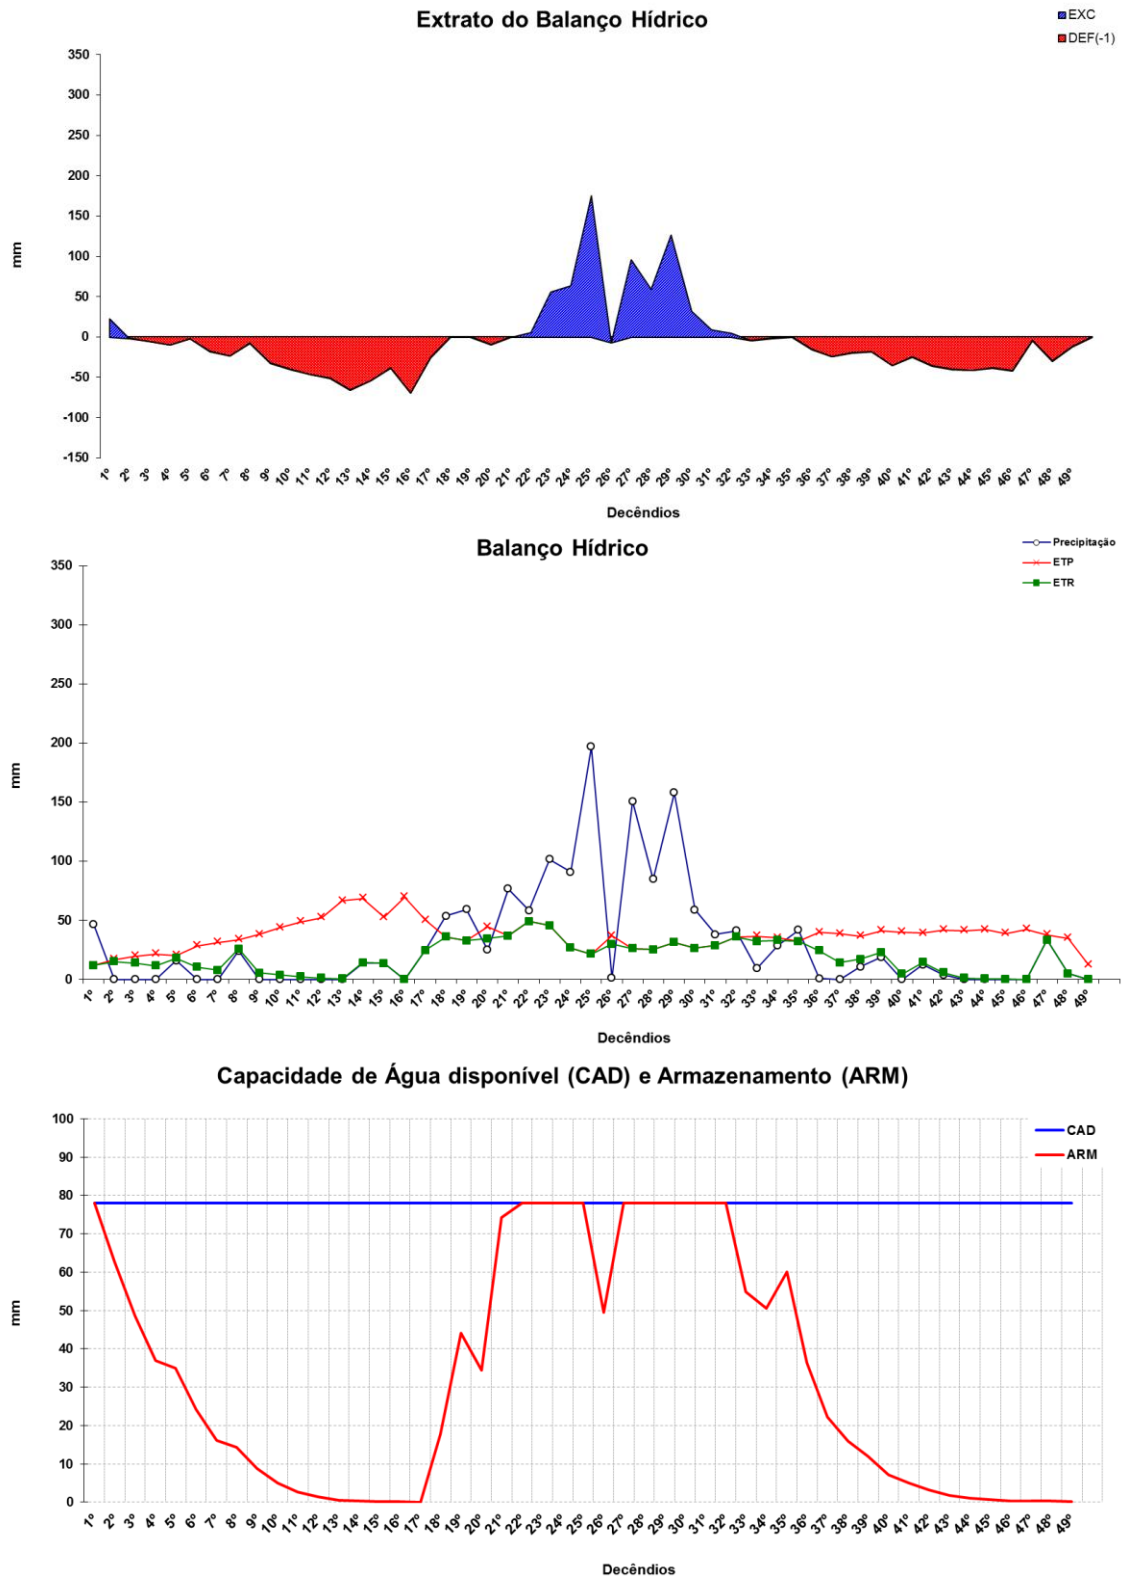 Extrato do Balanço Hídrico
EXC
DEF(-1)
350
300
250
200
150
100
50
0
-50
-100
-150
mm
1º 2º 3º 4º 5º 6º 7º 8º 9º 10º 11º 12º 13º 14º 15º 16º 17º 18º 19º 20º 21º 22º 23º 24º 25º 26º 27º 28º 29º 30º 31º 32º 33º 34º 35º 36º 37º 38º 39º 40º 41º 42º 43º 44º 45º 46º 47º 48º 49º
Decêndios
Balanço Hídrico
Precipitação
ETP
ETR
350
300
250
200
150
100
50
0
mm
1º 2º 3º 4º 5º 6º 7º 8º 9º 10º 11º 12º 13º 14º 15º 16º 17º 18º 19º 20º 21º 22º 23º 24º 25º 26º 27º 28º 29º 30º 31º 32º 33º 34º 35º 36º 37º 38º 39º 40º 41º 42º 43º 44º 45º 46º 47º 48º 49º
Decêndios
Capacidade de Água disponível (CAD) e Armazenamento (ARM)
CAD
ARM
100
90
80
70
60
50
40
30
20
10
0
mm
1º 2º 3º 4º 5º 6º 7º 8º 9º 10º 11º 12º 13º 14º 15º 16º 17º 18º 19º 20º 21º 22º 23º 24º 25º 26º 27º 28º 29º 30º 31º 32º 33º 34º 35º 36º 37º 38º 39º 40º 41º 42º 43º 44º 45º 46º 47º 48º 49º
Decêndios